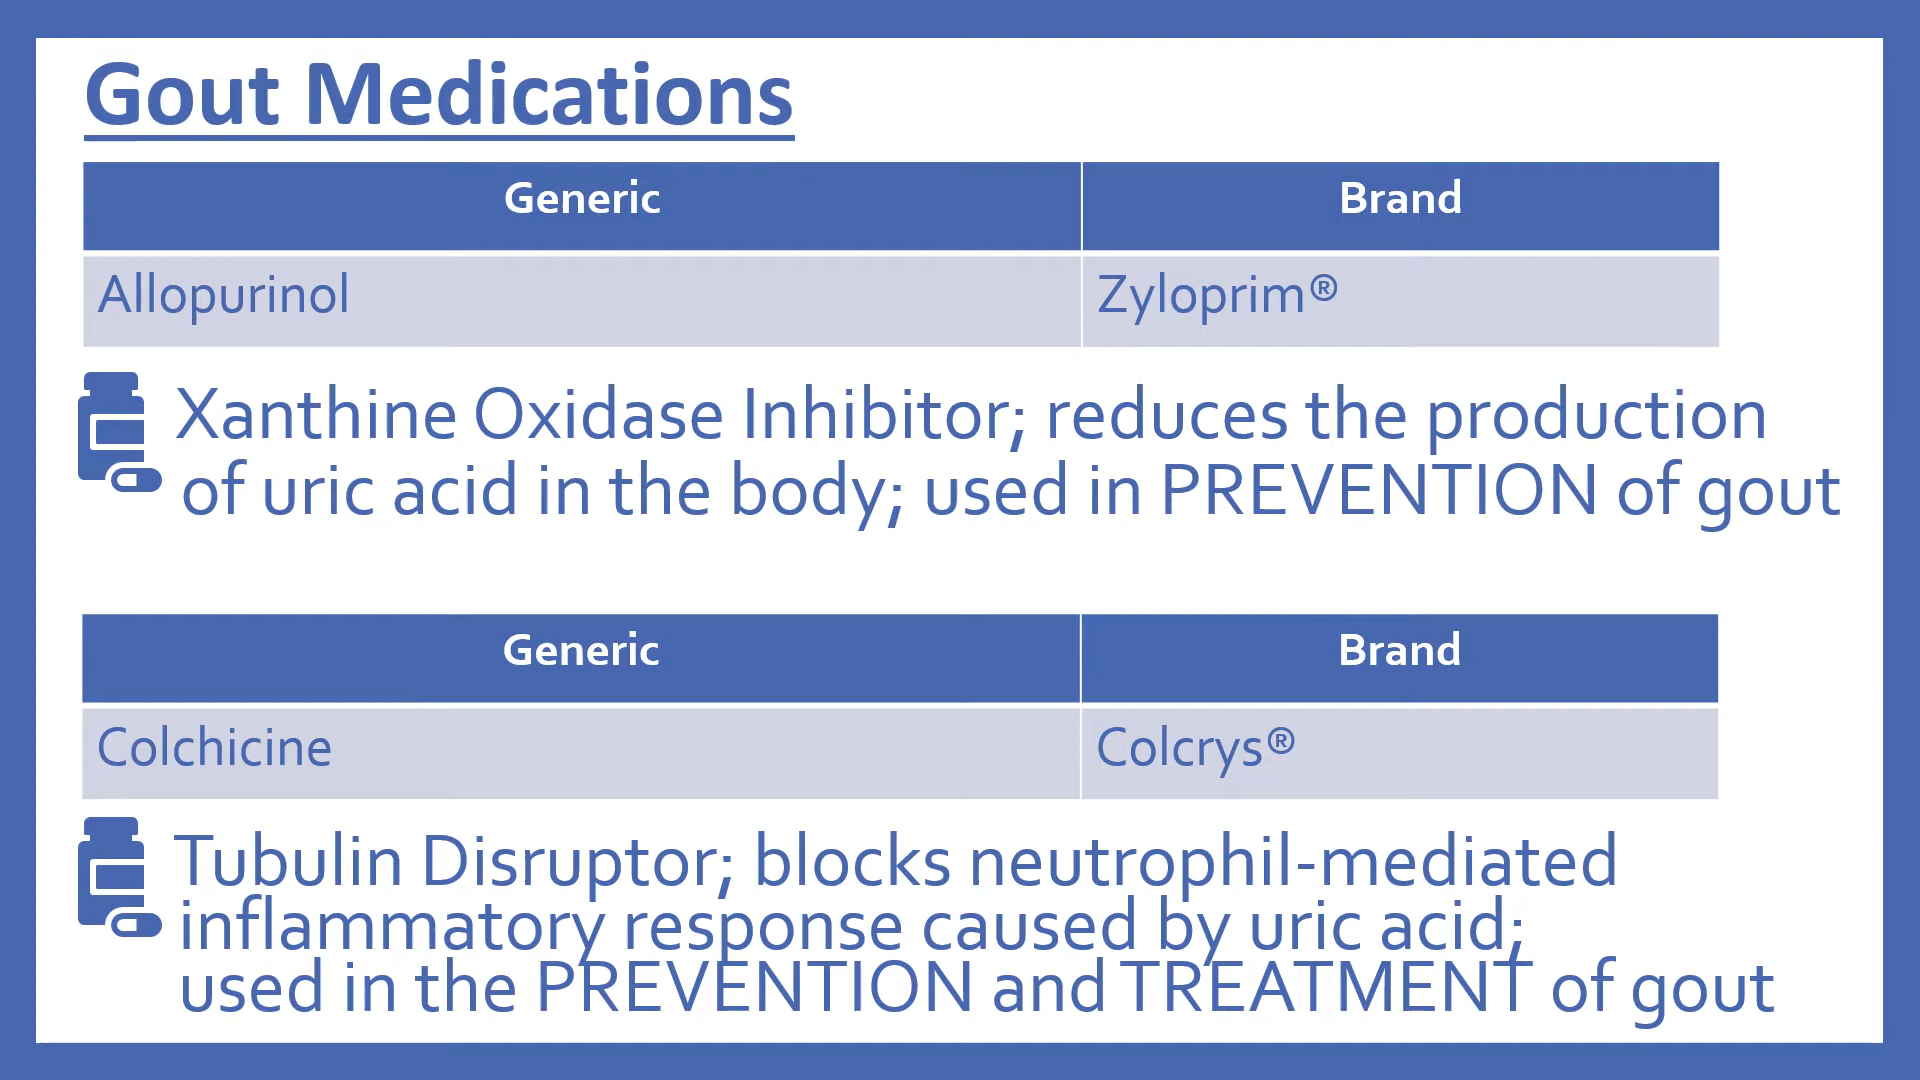 Gout Medications
Generic Brand
Allopurinol Zyloprim®
Xanthine Oxidase Inhibitor; reduces the production
of uric acid in the body; used in PREVENTION of gout
Generic Brand
Colchicine Colcrys®
Tubulin Disruptor; blocks neutrophil-mediated
inflammatory response caused by uric acid;
used in the PREVENTION and TREATMENT of gout